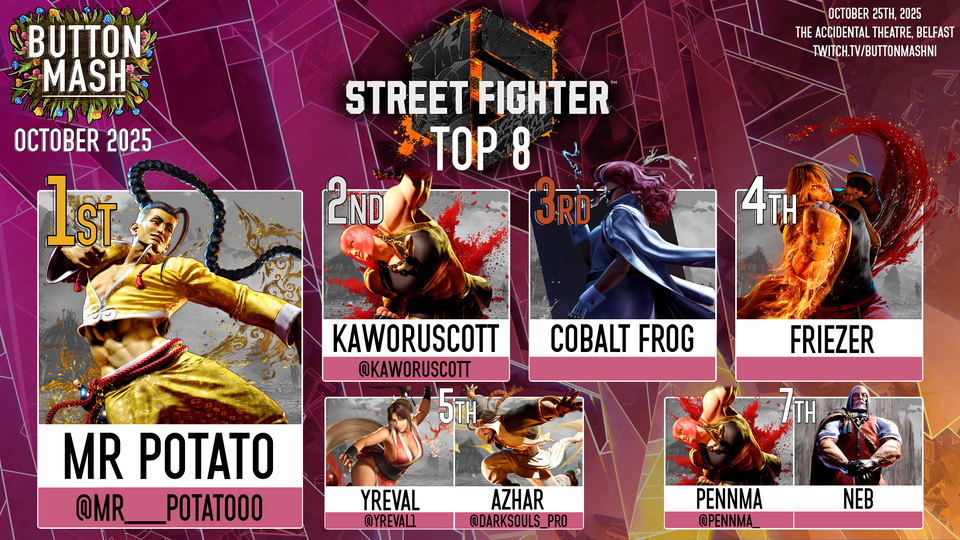 BUTTON
MASH
OCTOBER 2025
STREET FIGHTER™
TOP 8
OCTOBER 25TH, 2025
THE ACCIDENTAL THEATRE, BELFAST
TWITCH.TV/BUTTONMASHNI
1ST
MR POTATO
@MR___POTATOOO
2ND
KAWORUSCOTT
@KAWORUSCOTT
3RD
COBALT FROG
4TH
FRIEZER
5TH
YREVAL
@YREVAL1
AZHAR
@DARKSOULS_PRO
7TH
PENNMA
@PENNMA_
NEB